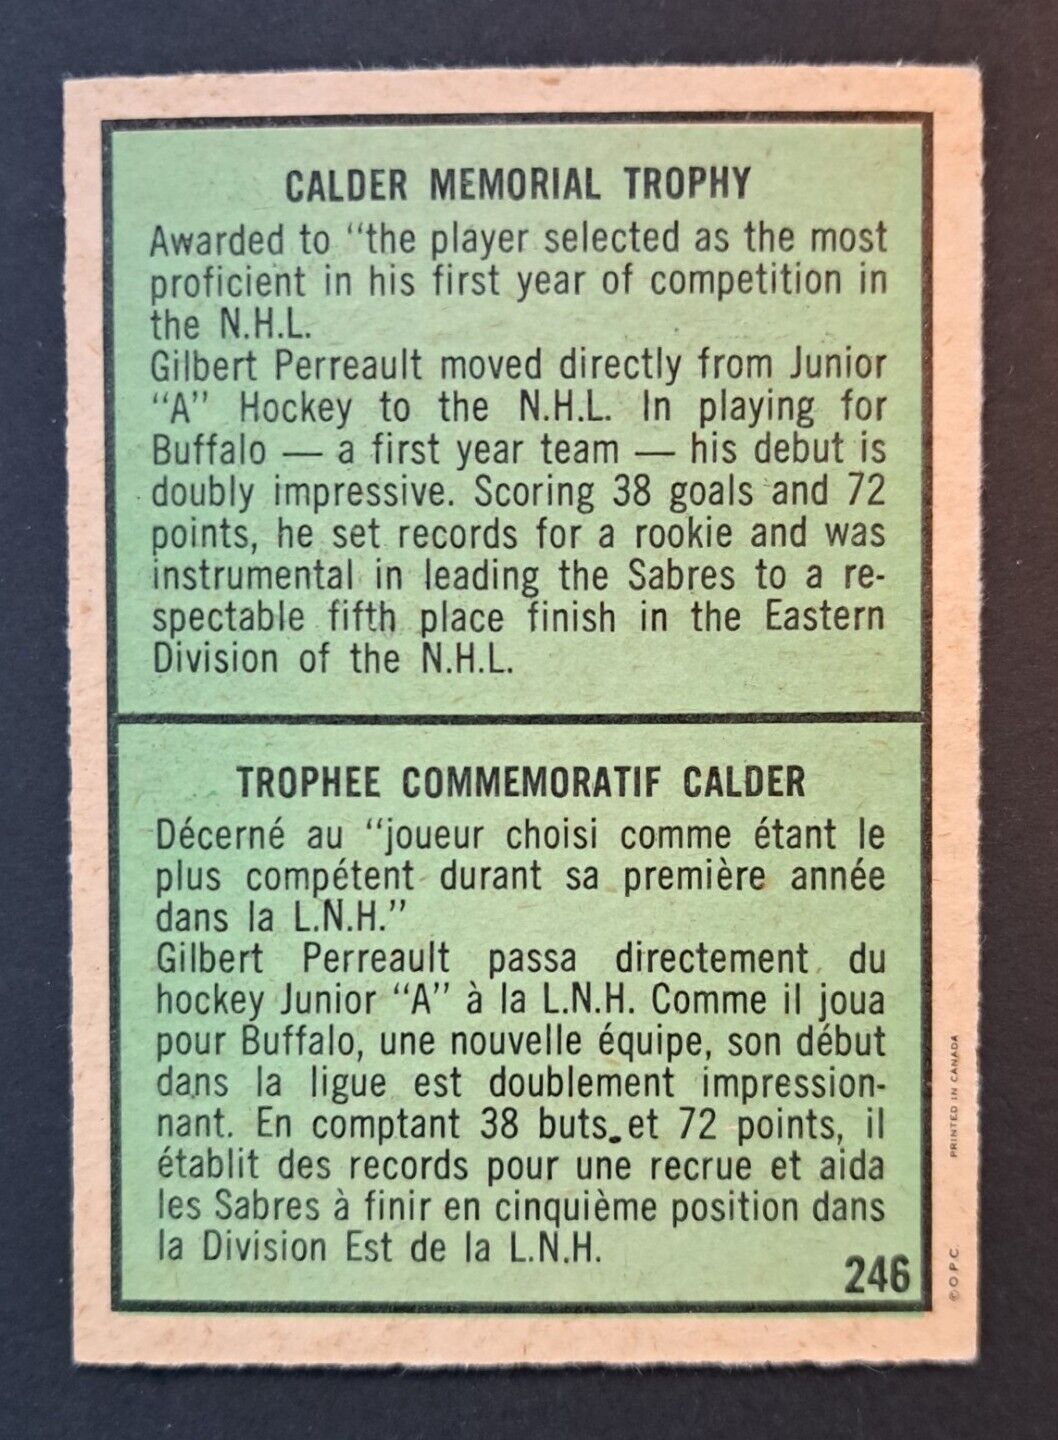 CALDER MEMORIAL TROPHY
Awarded to "the player selected as the most
proficient in his first year of competition in
the N.H.L.
Gilbert Perreault moved directly from Junior
"A" Hockey to the N.H.L. In playing for
Buffalo — a first year team — his debut is
doubly impressive. Scoring 38 goals and 72
points, he set records for a rookie and was
instrumental in leading the Sabres to a re-
spectable fifth place finish in the Eastern
Division of the N.H.L.
TROPHEE COMMEMORATIF CALDER
Décerné au "joueur choisi comme étant le
plus compétent durant sa première année
dans la L.N.H."
Gilbert Perreault passa directement du
hockey Junior "A" à la L.N.H. Comme il joua
pour Buffalo, une nouvelle équipe, son début
dans la ligue est doublement impression-
nant. En comptant 38 buts et 72 points, il
établit des records pour une recrue et aida
les Sabres à finir en cinquième position dans
la Division Est de la L.N.H.
246
© O.P.C. PRINTED IN CANADA